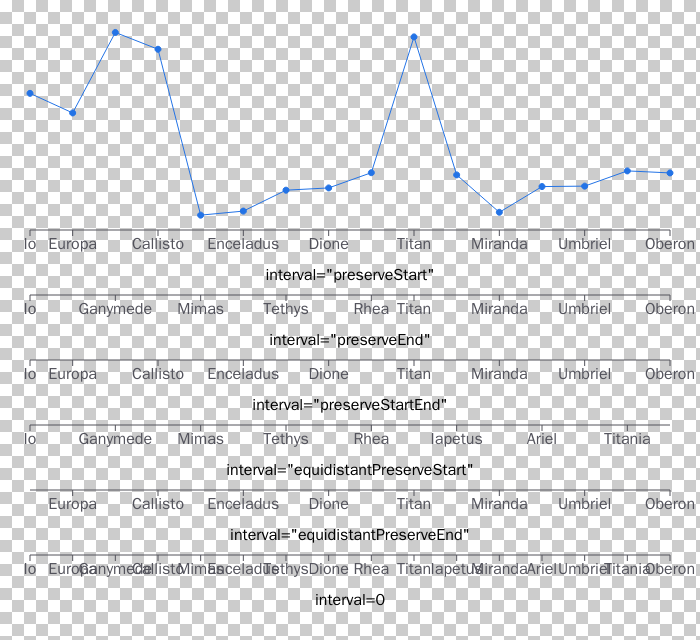 Io Europa Callisto Enceladus Dione Titan Miranda Umbriel Oberon
interval="preserveStart"
Io Ganymede Mimas Tethys Rhea Titan Miranda Umbriel Oberon
interval="preserveEnd"
Io Europa Callisto Enceladus Dione Titan Miranda Umbriel Oberon
interval="preserveStartEnd"
Io Ganymede Mimas Tethys Rhea Iapetus Ariel Titania
interval="equidistantPreserveStart"
Europa Callisto Enceladus Dione Titan Miranda Umbriel Oberon
interval="equidistantPreserveEnd"
Io Europa Ganymede Callisto Mimas Enceladus Tethys Dione Rhea Titan Iapetus Miranda Ariel Umbriel Titania Oberon
interval=0